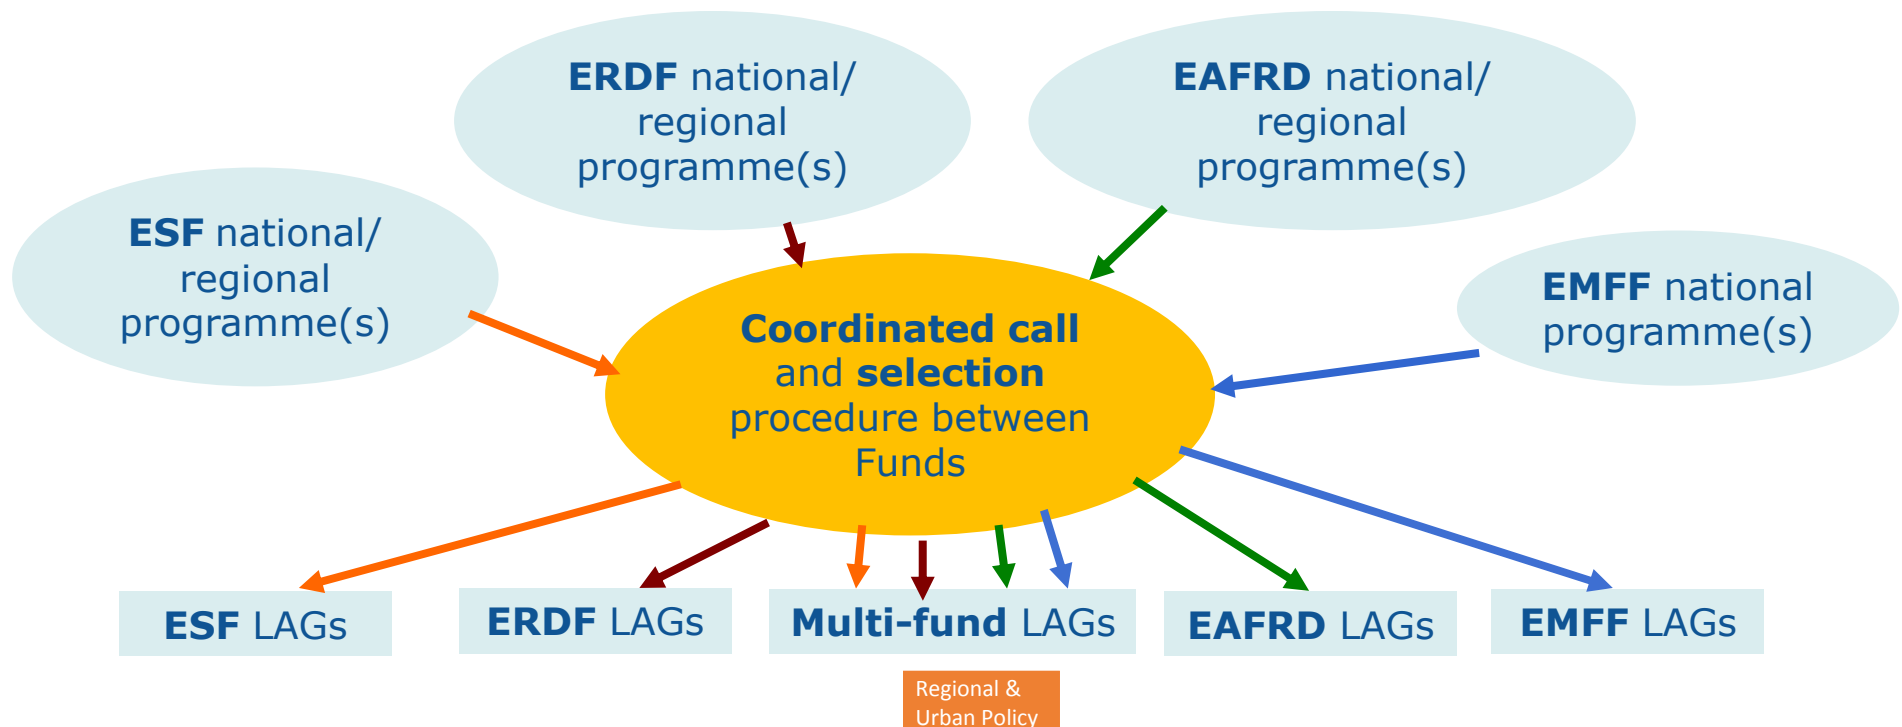 ERDF national/
regional
programme(s)
EAFRD national/
regional
programme(s)
ESF national/
regional
programme(s)
EMFF national
programme(s)
Coordinated call
and selection
procedure between
Funds
ESF LAGs
ERDF LAGs
Multi-fund LAGs
EAFRD LAGs
EMFF LAGs
Regional &
Urban Policy